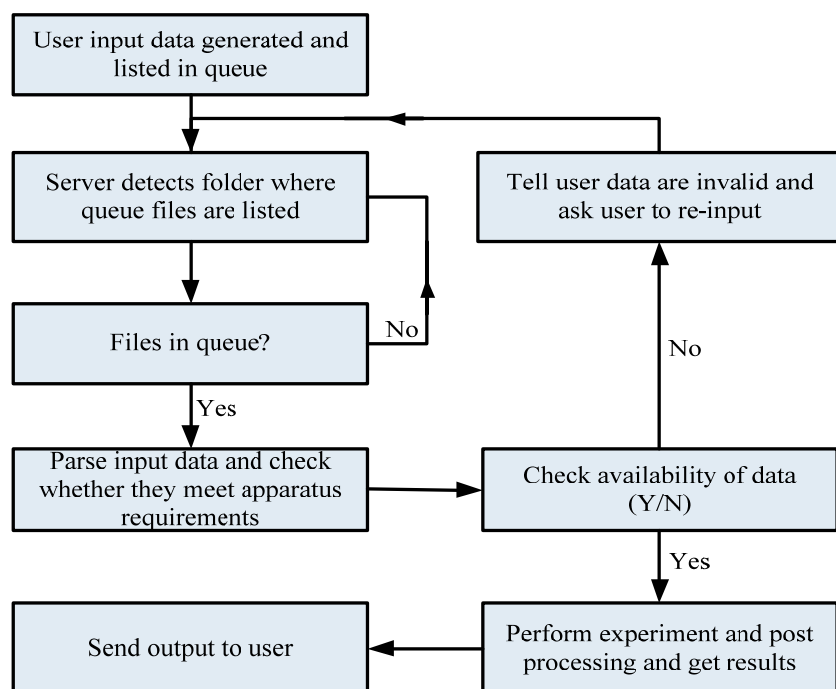 User input data generated and
listed in queue
Server detects folder where
queue files are listed
Tell user data are invalid and
ask user to re-input
Files in queue?
No
No
Yes
Parse input data and check
whether they meet apparatus
requirements
Check availability of data
(Y/N)
Yes
Send output to user
Perform experiment and post
processing and get results